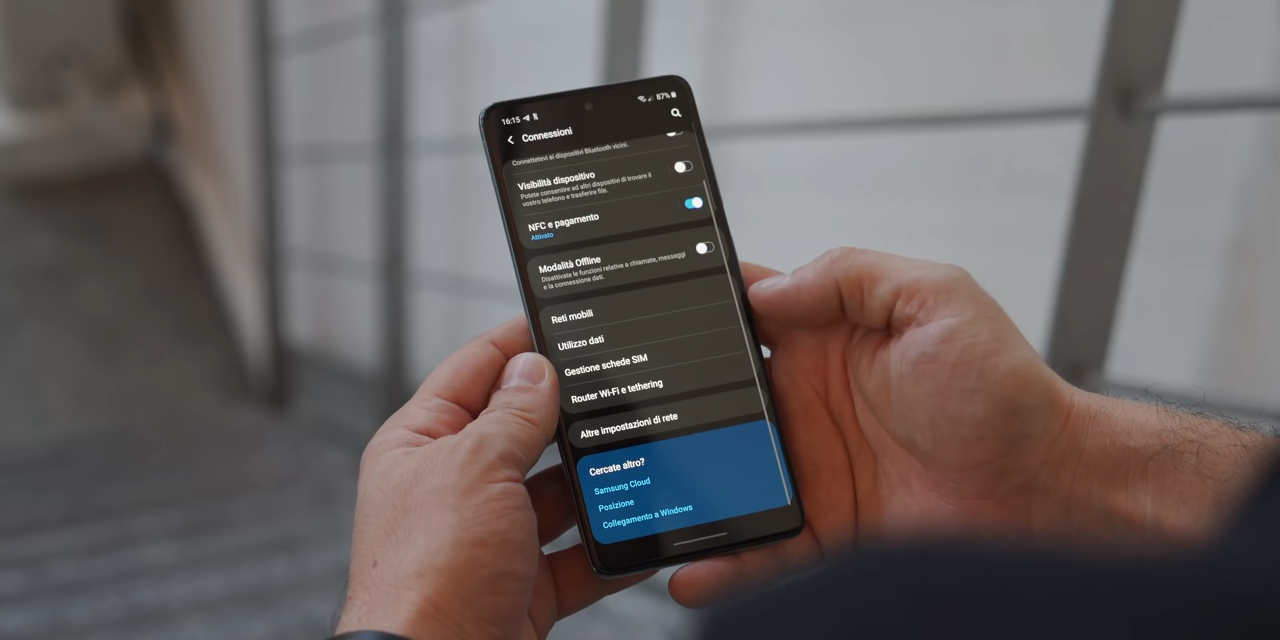 16:15 87%
Connessioni
Connettetevi ai dispositivi Bluetooth vicini.
Visibilità dispositivo
Potete consentire ad altri dispositivi di trovare il
vostro telefono e trasferire file.
NFC e pagamento
Attivato
Modalità Offline
Disattivate le funzioni relative a chiamate, messaggi
e la connessione dati.
Reti mobili
Utilizzo dati
Gestione schede SIM
Router Wi-Fi e tethering
Altre impostazioni di rete
Cercate altro?
Samsung Cloud
Posizione
Collegamento a Windows